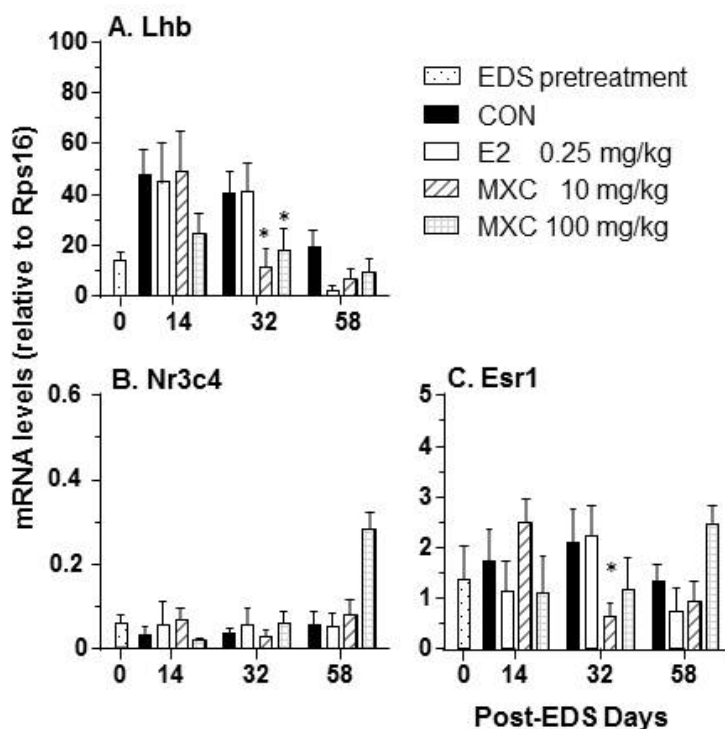 A. Lhb
100
80
60
40
20
0
0 14 32 58
* *
EDS pretreatment
CON
E2 0.25 mg/kg
MXC 10 mg/kg
MXC 100 mg/kg
mRNA levels (relative to Rps16)
B. Nr3c4
0.6
0.4
0.2
0
0 14 32 58
C. Esr1
5
4
3
2
1
0
*
0 14 32 58
Post-EDS Days